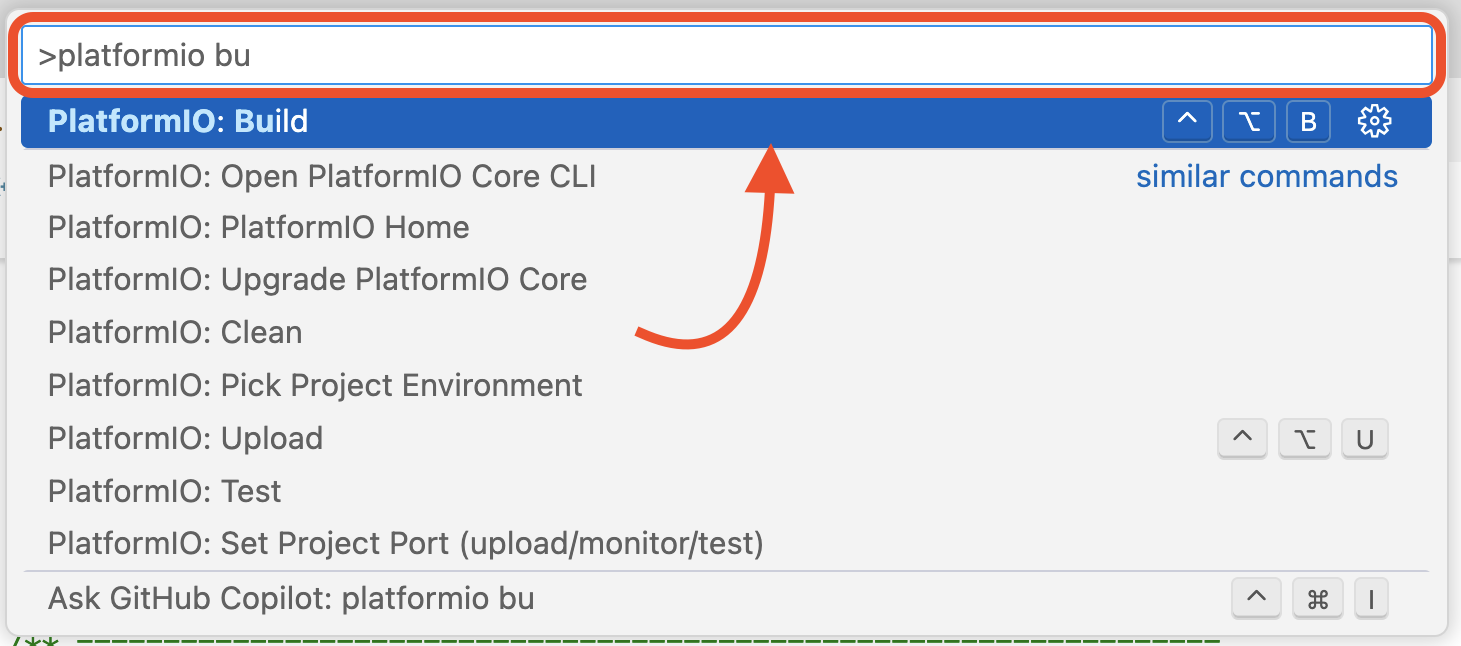 >platformio bu
PlatformIO: Build ^ ⌥ B
PlatformIO: Open PlatformIO Core CLI similar commands
PlatformIO: PlatformIO Home
PlatformIO: Upgrade PlatformIO Core
PlatformIO: Clean
PlatformIO: Pick Project Environment
PlatformIO: Upload ^ ⌥ U
PlatformIO: Test
PlatformIO: Set Project Port (upload/monitor/test)
Ask GitHub Copilot: platformio bu ^ ⌘ I